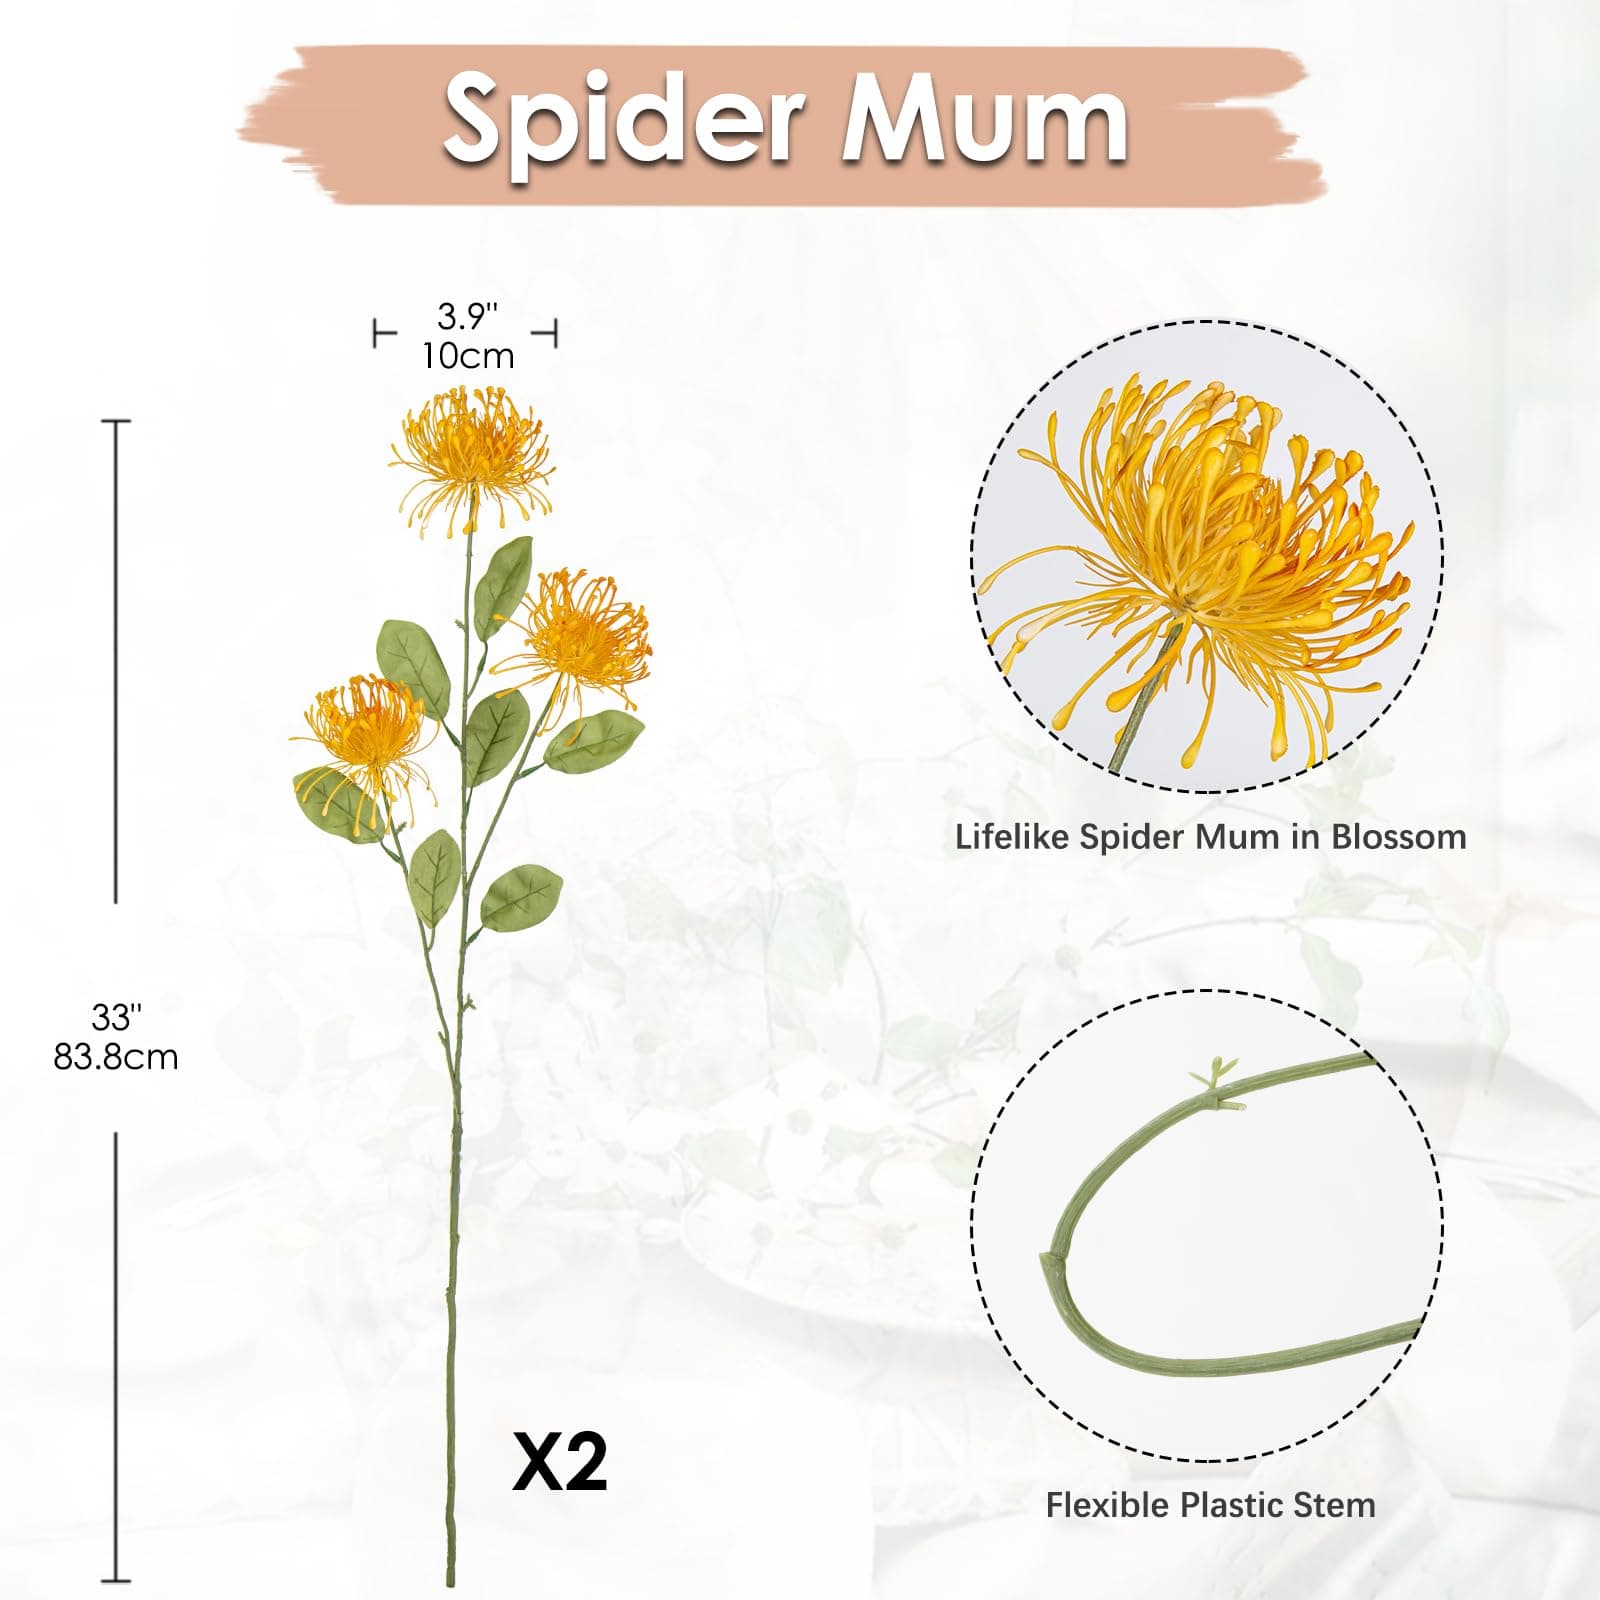 Spider Mum
3.9"
10cm
Lifelike Spider Mum in Blossom
33"
83.8cm
X2
Flexible Plastic Stem